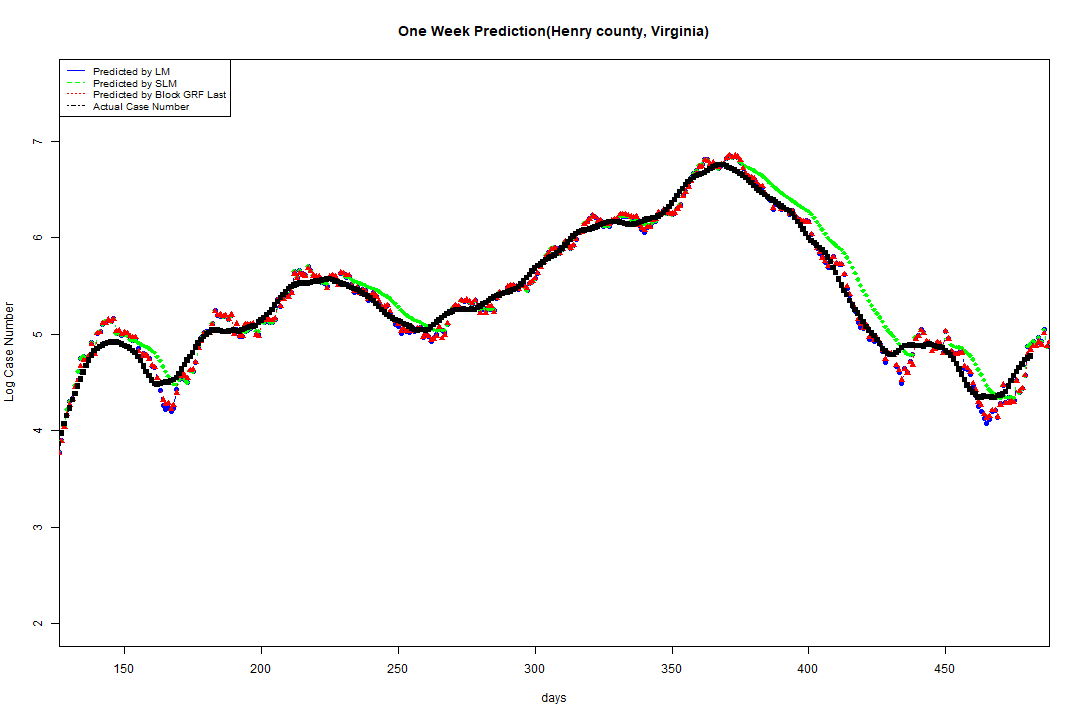 One Week Prediction(Henry county, Virginia)
Predicted by LM
Predicted by SLM
Predicted by Block GRF Last
Actual Case Number
7
6
5
4
3
2
Log Case Number
150 200 250 300 350 400 450
days